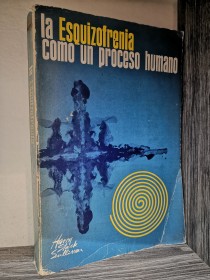 la Esquizofrenia
como un proceso humano
Harry
Stack
Sullivan